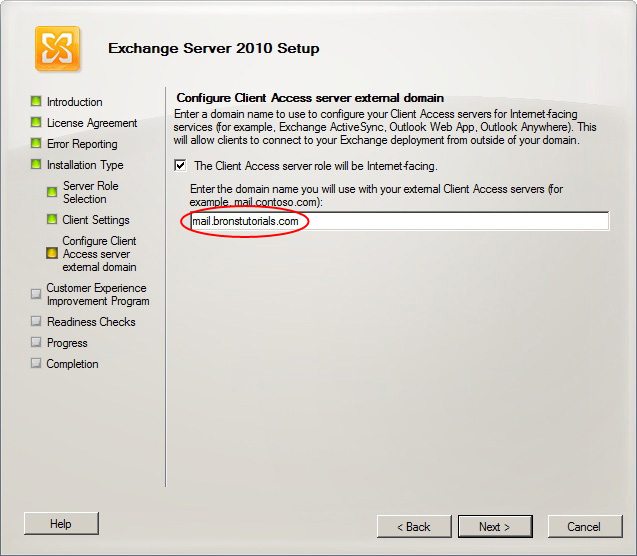 Exchange Server 2010 Setup
Introduction
License Agreement
Error Reporting
Installation Type
Server Role
Selection
Client Settings
Configure Client
Access server
external domain
Customer Experience
Improvement Program
Readiness Checks
Progress
Completion
Configure Client Access server external domain
Enter a domain name to use to configure your Client Access servers for Internet-facing
services (for example, Exchange ActiveSync, Outlook Web App, Outlook Anywhere). This
will allow clients to connect to your Exchange deployment from outside of your domain.
The Client Access server role will be Internet-facing.
Enter the domain name you will use with your external Client Access servers (for
example, mail.contoso.com):
mail.bronstutorials.com
Help
< Back
Next >
Cancel